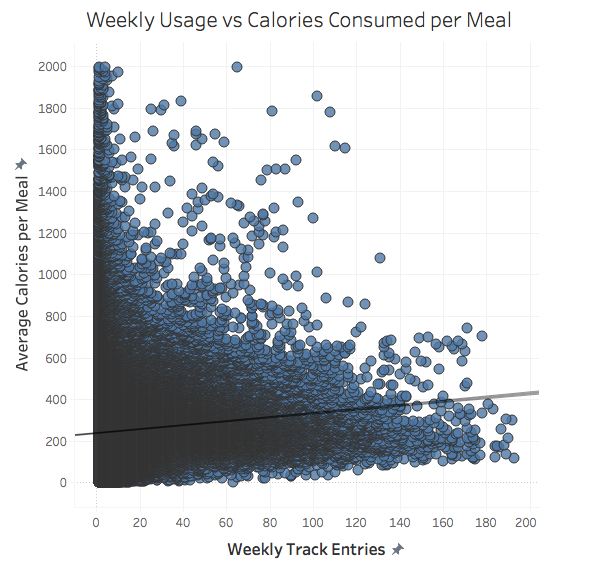 Weekly Usage vs Calories Consumed per Meal
2000
1800
1600
1400
1200
1000
800
600
400
200
0
Average Calories per Meal
0 20 40 60 80 100 120 140 160 180 200
Weekly Track Entries